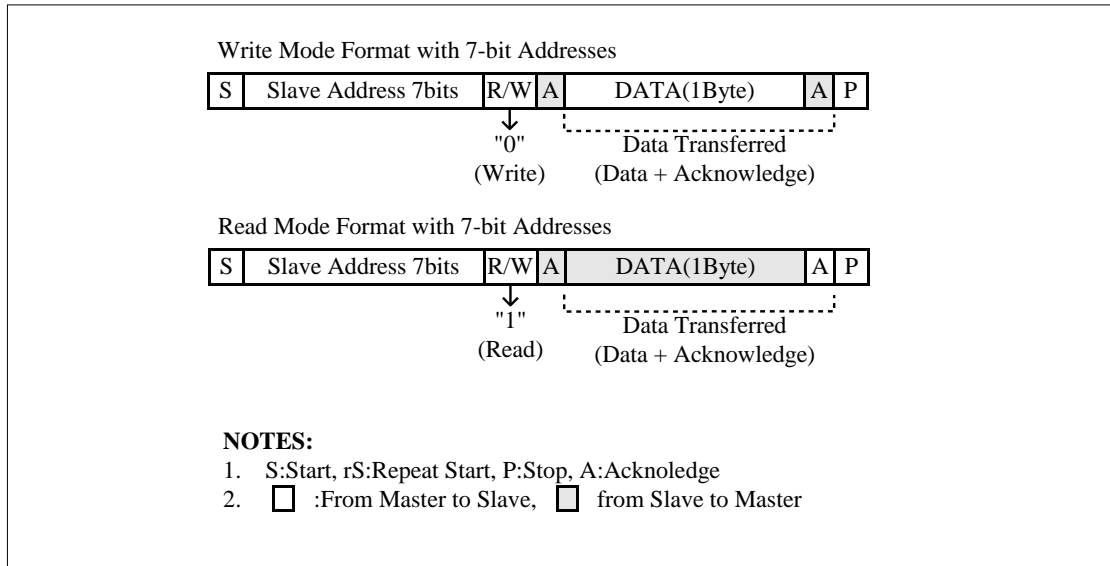 Write Mode Format with 7-bit Addresses
S Slave Address 7bits R/W A DATA(1Byte) A P
"0" Data Transferred
(Write) (Data + Acknowledge)
Read Mode Format with 7-bit Addresses
S Slave Address 7bits R/W A DATA(1Byte) A P
"1" Data Transferred
(Read) (Data + Acknowledge)
NOTES:
1. S:Start, rS:Repeat Start, P:Stop, A:Acknoledge
2. :From Master to Slave, from Slave to Master